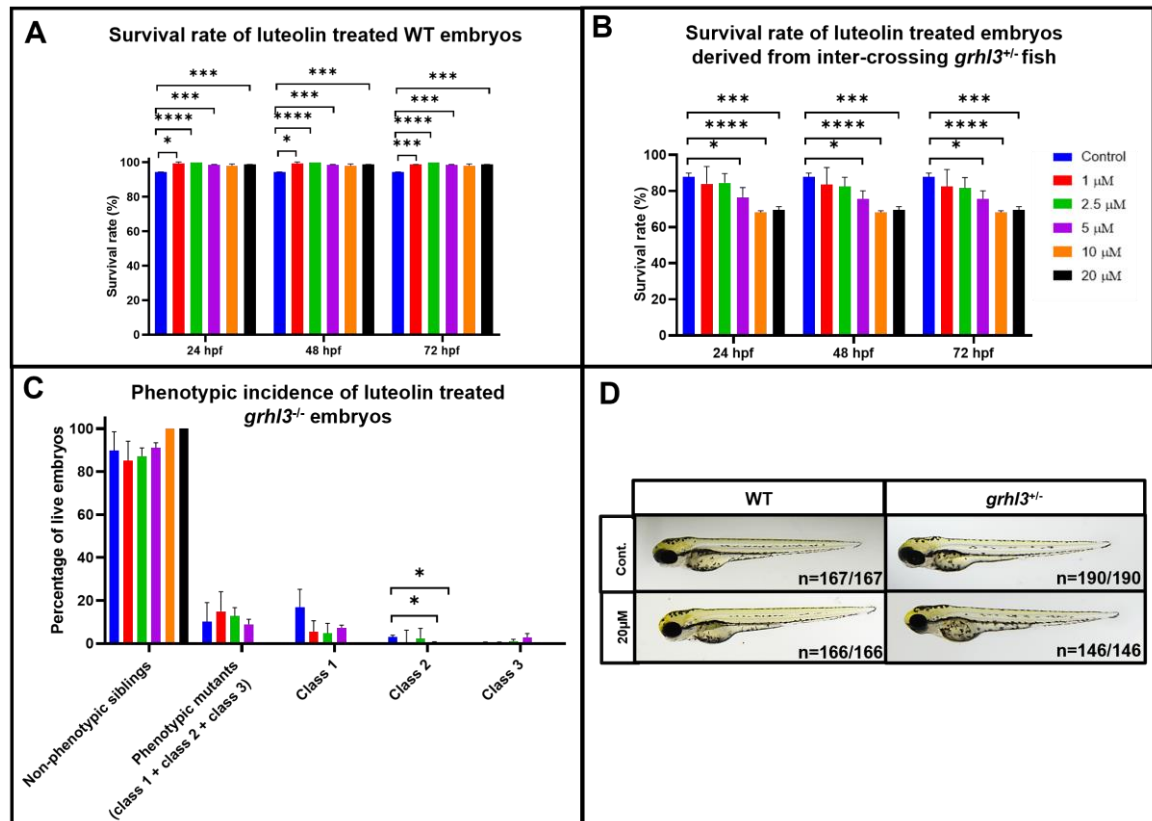 A
Survival rate of luteolin treated WT embryos
***
***
****
*
***
***
****
*
***
***
****
***
Survival rate (%)
100
80
60
40
20
0
24 hpf
48 hpf
72 hpf
B
Survival rate of luteolin treated embryos
derived from inter-crossing grhl3+/- fish
***
****
*
***
****
*
***
****
*
Survival rate (%)
100
80
60
40
20
0
24 hpf
48 hpf
72 hpf
Control
1 μM
2.5 μM
5 μM
10 μM
20 μM
C
Phenotypic incidence of luteolin treated
grhl3-/- embryos
Percentage of live embryos
100
80
60
40
20
0
*
*
Non-phenotypic siblings
Phenotypic mutants
(class 1 + class 2 + class 3)
Class 1
Class 2
Class 3
D
WT
grhl3+/-
Cont.
n=167/167
n=190/190
20μM
n=166/166
n=146/146